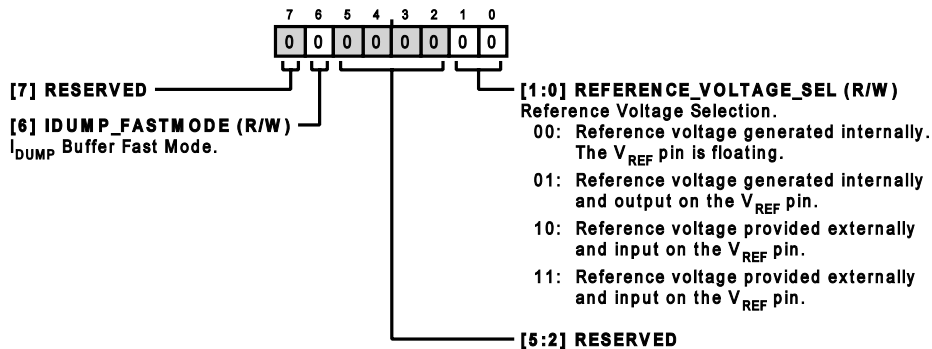 7 6 5 4 3 2 1 0
0 0 0 0 0 0 0 0
[7] RESERVED
[6] IDUMP_FASTMODE (R/W)
IDUMP Buffer Fast Mode.
[1:0] REFERENCE_VOLTAGE_SEL (R/W)
Reference Voltage Selection.
00: Reference voltage generated internally.
The VREF pin is floating.
01: Reference voltage generated internally
and output on the VREF pin.
10: Reference voltage provided externally
and input on the VREF pin.
11: Reference voltage provided externally
and input on the VREF pin.
[5:2] RESERVED